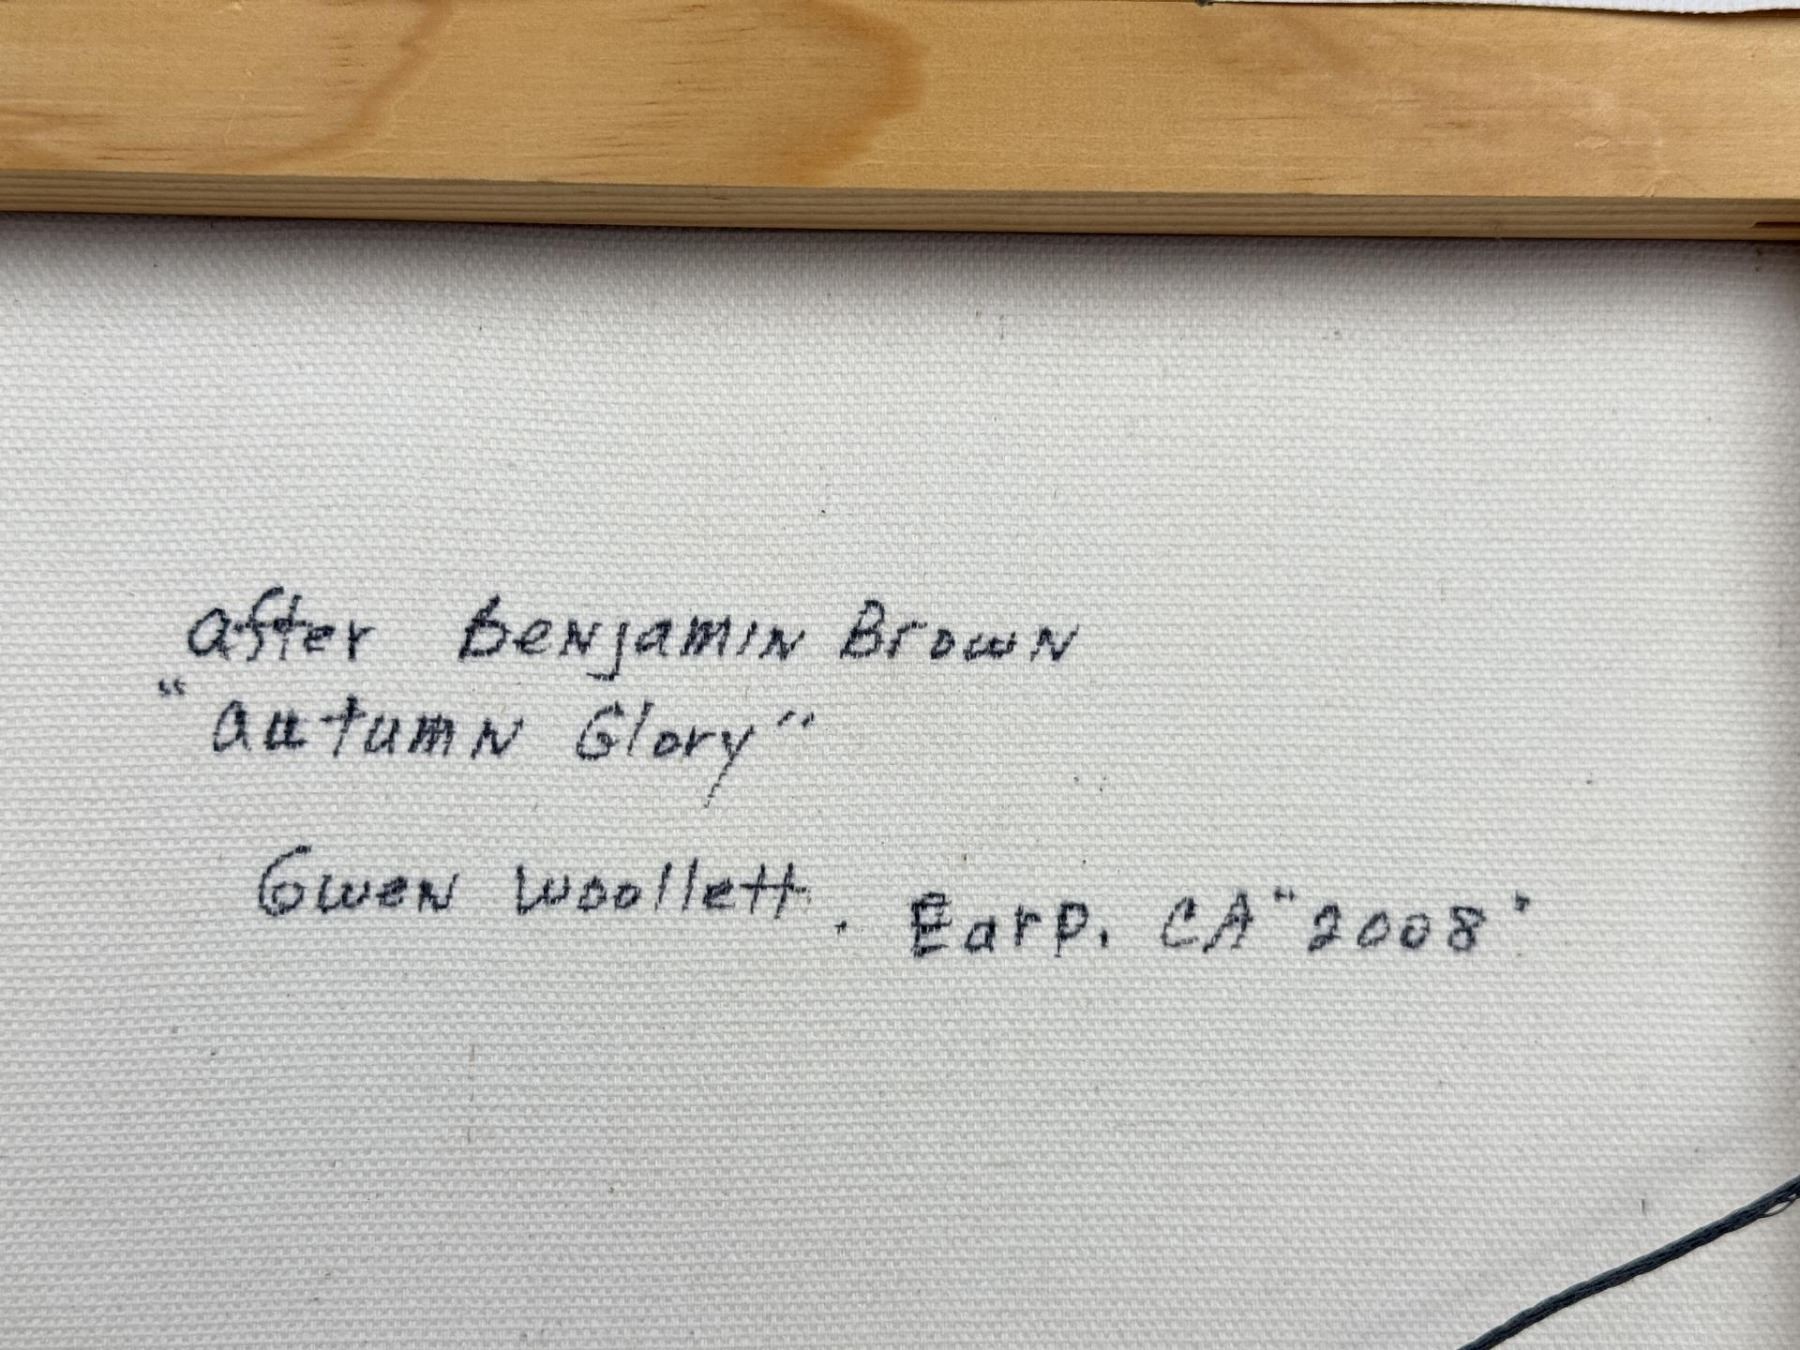 after Benjamin Brown
"autumn Glory"
Gwen Woollett. Earp. CA "2008"